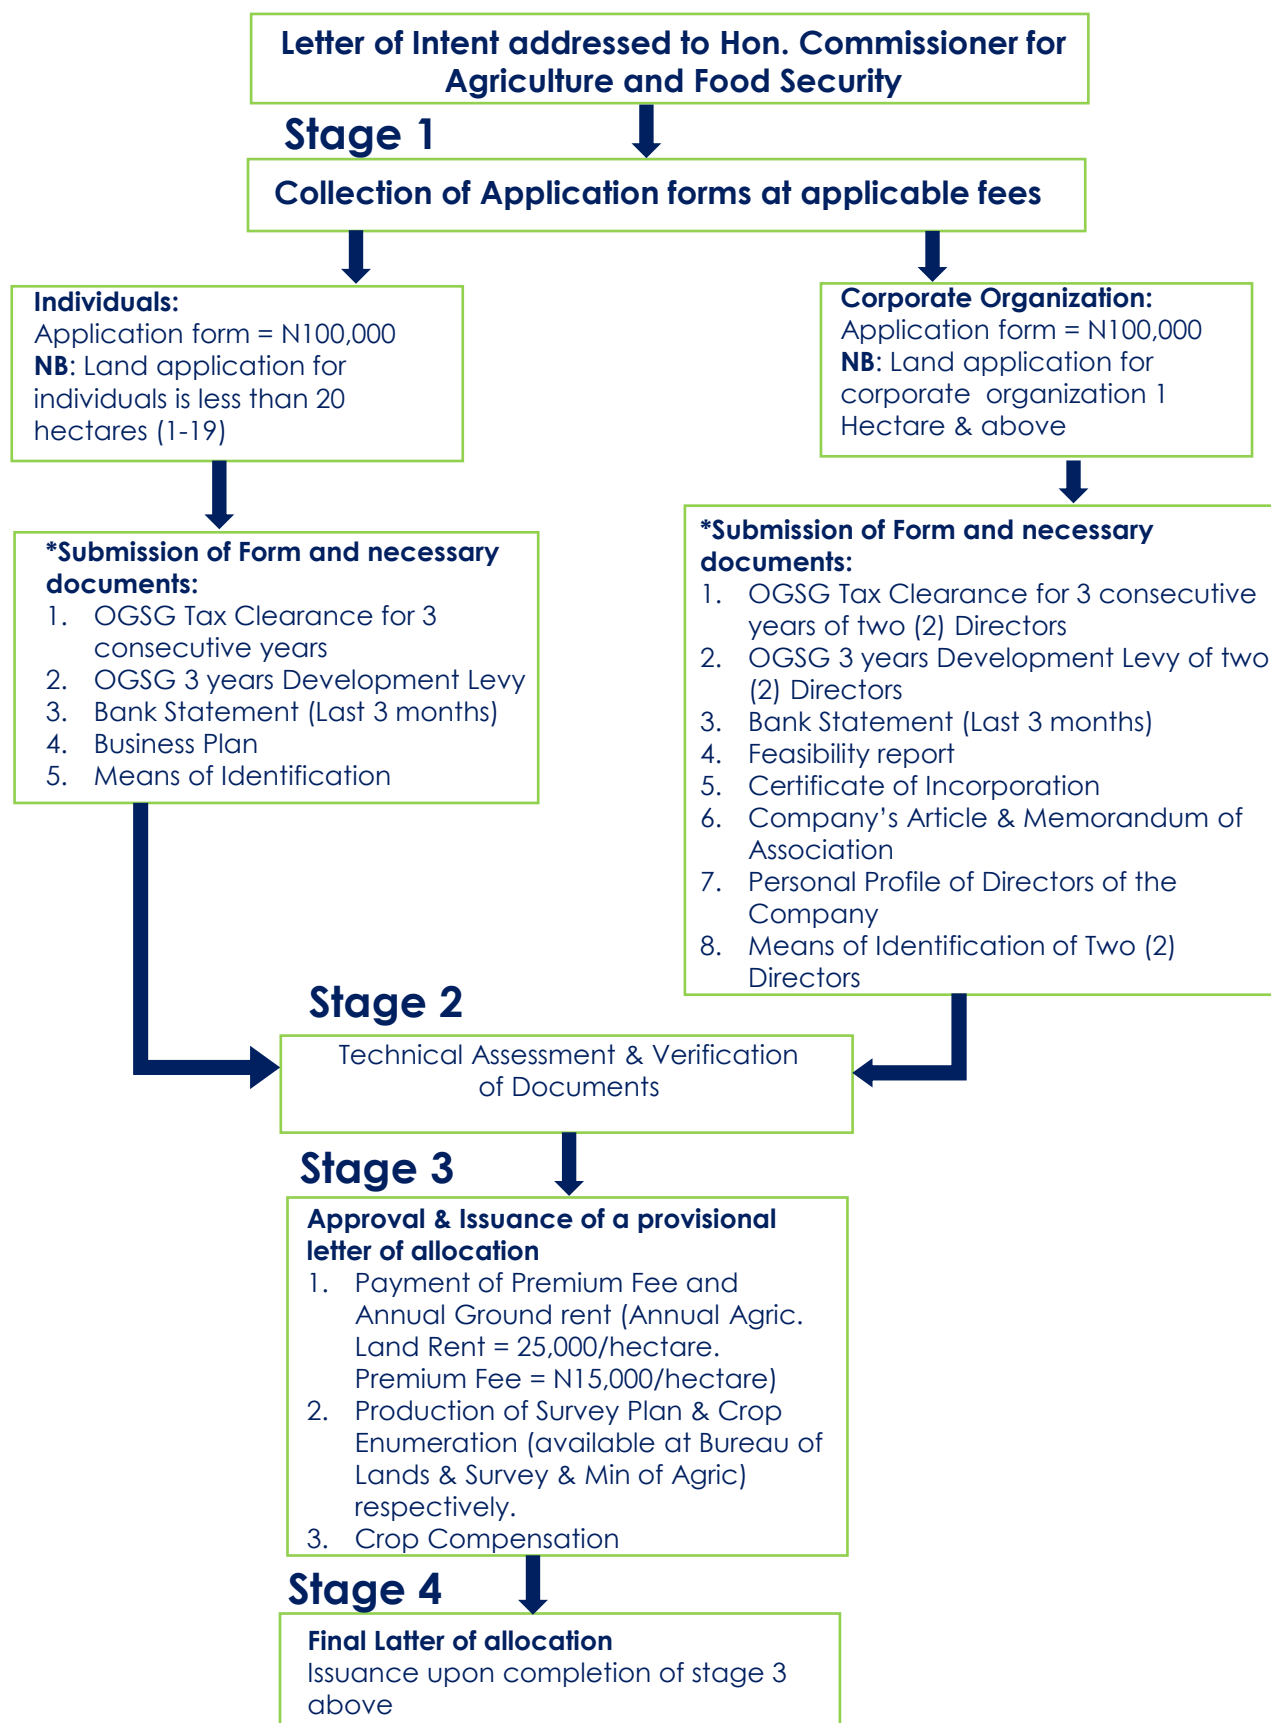 Letter of Intent addressed to Hon. Commissioner for
Agriculture and Food Security
Stage 1
Collection of Application forms at applicable fees
Individuals:
Application form = N100,000
NB: Land application for
individuals is less than 20
hectares (1-19)
Corporate Organization:
Application form = N100,000
NB: Land application for
corporate organization 1
Hectare & above
*Submission of Form and necessary
documents:
1. OGSG Tax Clearance for 3
consecutive years
2. OGSG 3 years Development Levy
3. Bank Statement (Last 3 months)
4. Business Plan
5. Means of Identification
*Submission of Form and necessary
documents:
1. OGSG Tax Clearance for 3 consecutive
years of two (2) Directors
2. OGSG 3 years Development Levy of two
(2) Directors
3. Bank Statement (Last 3 months)
4. Feasibility report
5. Certificate of Incorporation
6. Company’s Article & Memorandum of
Association
7. Personal Profile of Directors of the
Company
8. Means of Identification of Two (2)
Directors
Stage 2
Technical Assessment & Verification
of Documents
Stage 3
Approval & Issuance of a provisional
letter of allocation
1. Payment of Premium Fee and
Annual Ground rent (Annual Agric.
Land Rent = 25,000/hectare.
Premium Fee = N15,000/hectare)
2. Production of Survey Plan & Crop
Enumeration (available at Bureau of
Lands & Survey & Min of Agric)
respectively.
3. Crop Compensation
Stage 4
Final Latter of allocation
Issuance upon completion of stage 3
above